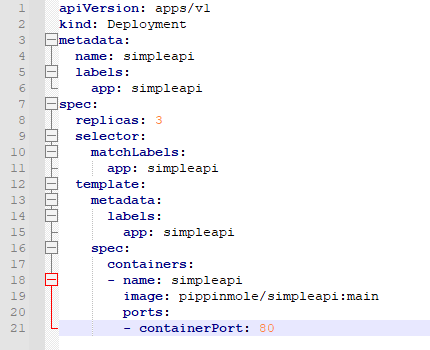 1 apiVersion: apps/v1
2 kind: Deployment
3 metadata:
4   name: simpleapi
5   labels:
6     app: simpleapi
7 spec:
8   replicas: 3
9   selector:
10     matchLabels:
11       app: simpleapi
12   template:
13     metadata:
14       labels:
15         app: simpleapi
16     spec:
17       containers:
18       - name: simpleapi
19         image: pippinmole/simpleapi:main
20         ports:
21         - containerPort: 80